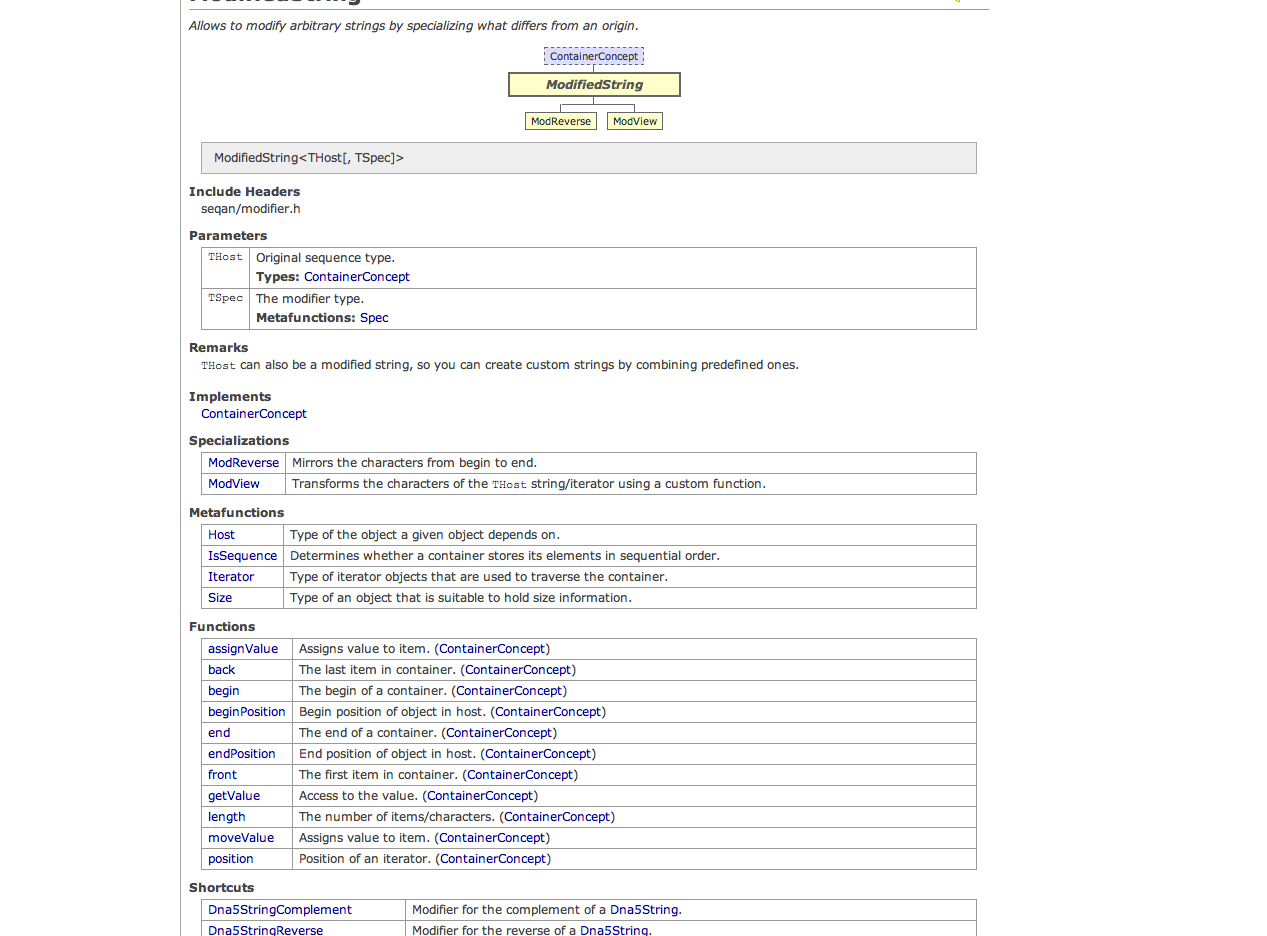 ModifiedString
Allows to modify arbitrary strings by specializing what differs from an origin.
ContainerConcept
ModifiedString
ModReverse ModView
ModifiedString<THost[, TSpec]>
Include Headers
seqan/modifier.h
Parameters
THost Original sequence type.
Types: ContainerConcept
TSpec The modifier type.
Metafunctions: Spec
Remarks
THost can also be a modified string, so you can create custom strings by combining predefined ones.
Implements
ContainerConcept
Specializations
ModReverse Mirrors the characters from begin to end.
ModView Transforms the characters of the THost string/iterator using a custom function.
Metafunctions
Host Type of the object a given object depends on.
IsSequence Determines whether a container stores its elements in sequential order.
Iterator Type of iterator objects that are used to traverse the container.
Size Type of an object that is suitable to hold size information.
Functions
assignValue Assigns value to item. (ContainerConcept)
back The last item in container. (ContainerConcept)
begin The begin of a container. (ContainerConcept)
beginPosition Begin position of object in host. (ContainerConcept)
end The end of a container. (ContainerConcept)
endPosition End position of object in host. (ContainerConcept)
front The first item in container. (ContainerConcept)
getValue Access to the value. (ContainerConcept)
length The number of items/characters. (ContainerConcept)
moveValue Assigns value to item. (ContainerConcept)
position Position of an iterator. (ContainerConcept)
Shortcuts
Dna5StringComplement Modifier for the complement of a Dna5String.
Dna5StringReverse Modifier for the reverse of a Dna5String.